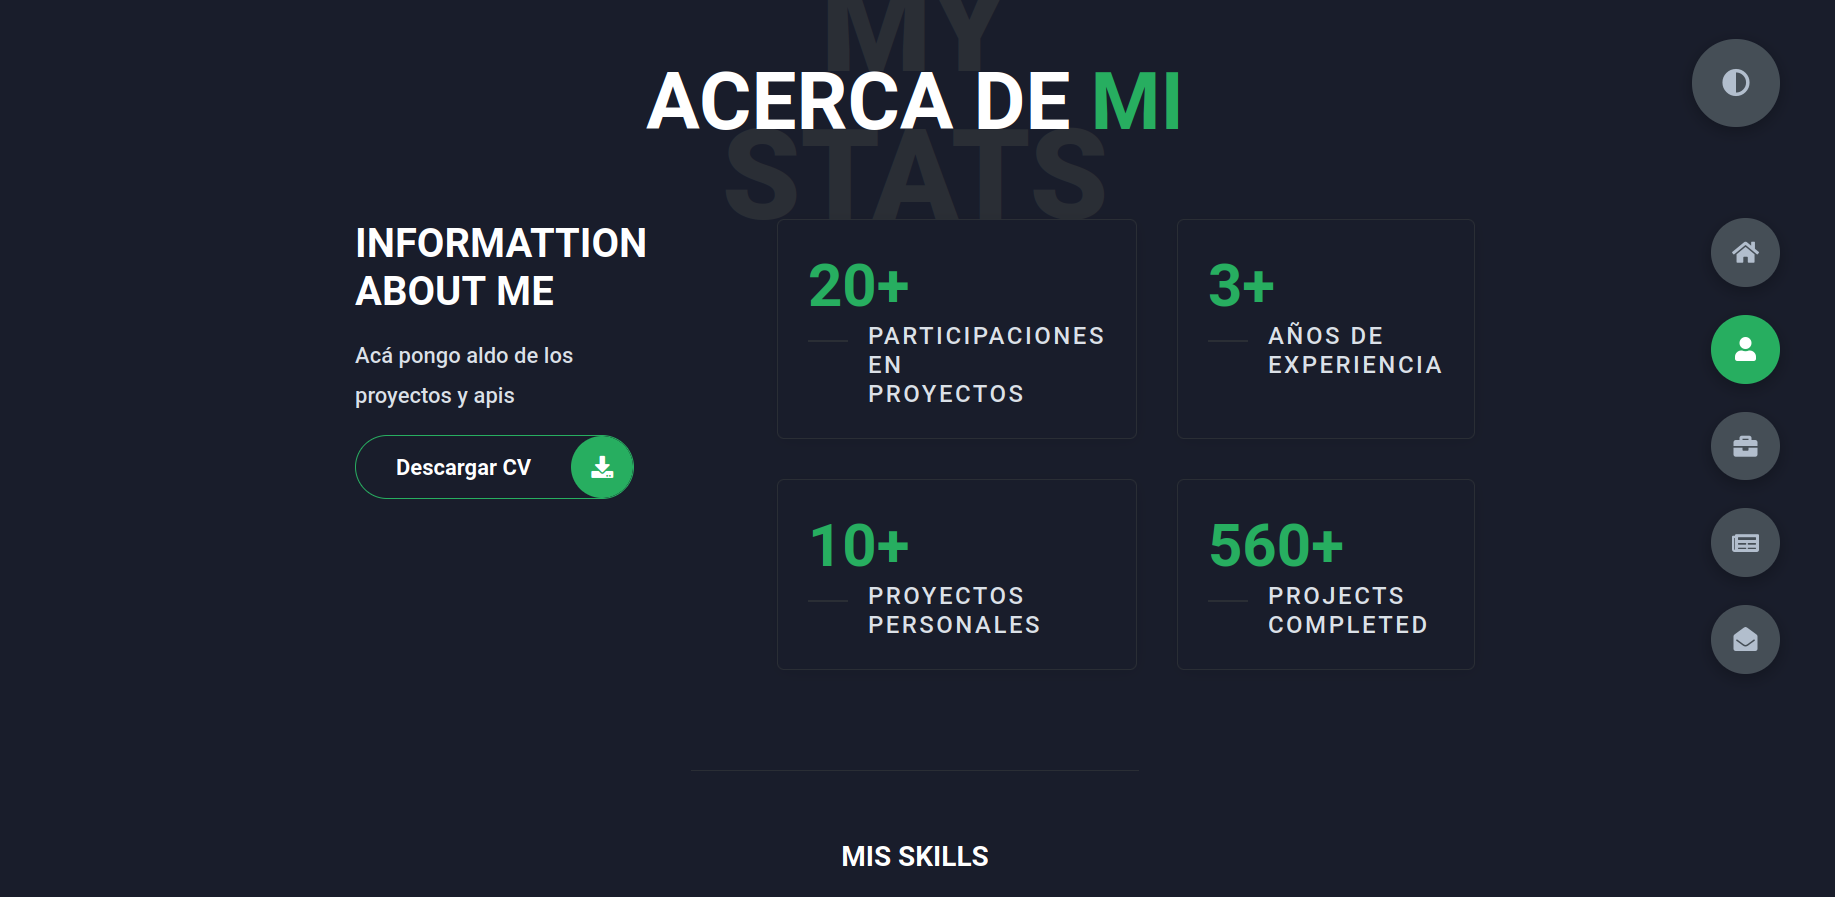 MY
ACERCA DE MI
STATS
INFORMATTION
ABOUT ME
Acá pongo aldo de los
proyectos y apis
Descargar CV
20+
PARTICIPACIONES
EN
PROYECTOS
3+
AÑOS DE
EXPERIENCIA
10+
PROYECTOS
PERSONALES
560+
PROJECTS
COMPLETED
MIS SKILLS